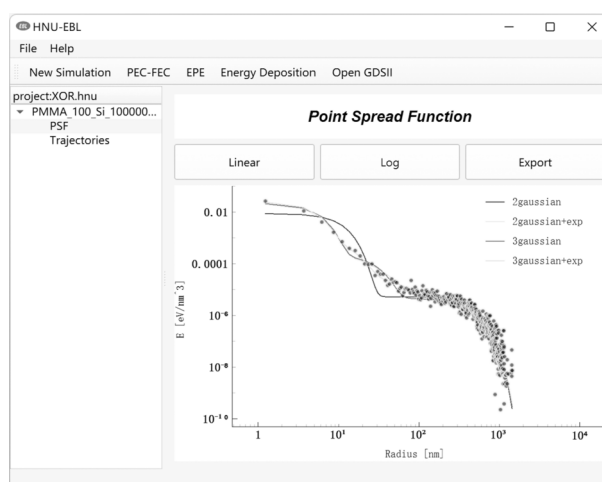 EBL HNU-EBL
File Help
New Simulation PEC-FEC EPE Energy Deposition Open GDSII
project:XOR.hnu
PMMA_100_Si_100000...
PSF
Trajectories
Point Spread Function
Linear Log Export
2gaussian
2gaussian+exp
3gaussian
3gaussian+exp
0.01
0.0001
10⁻⁶
10⁻⁸
10⁻¹⁰
E [eV/nm^3]
1 10¹ 10² 10³ 10⁴
Radius [nm]